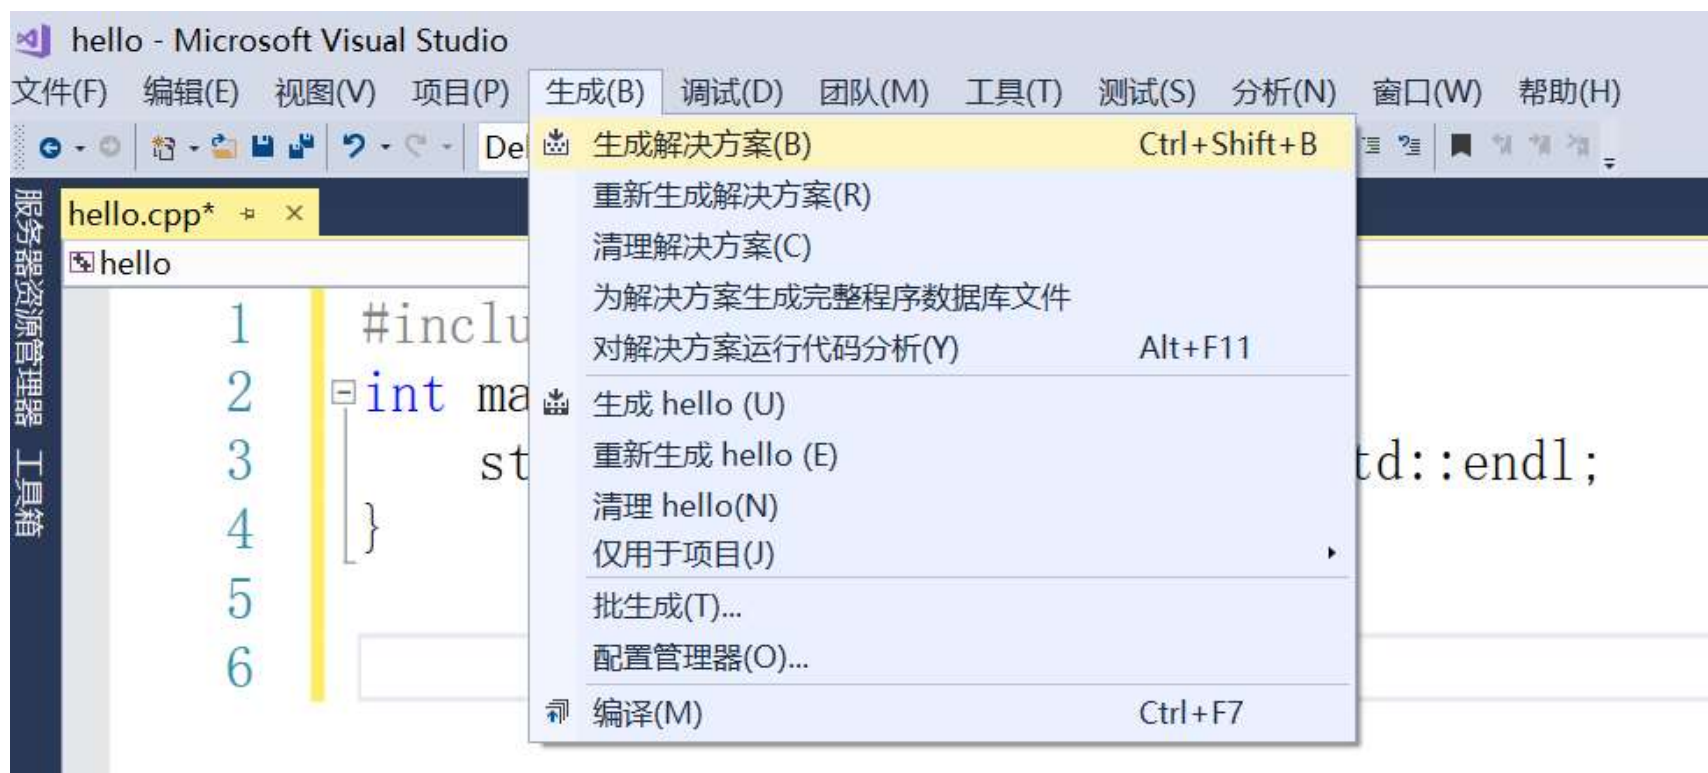 hello - Microsoft Visual Studio
文件(F) 编辑(E) 视图(V) 项目(P) 生成(B) 调试(D) 团队(M) 工具(T) 测试(S) 分析(N) 窗口(W) 帮助(H)
De
生成解决方案(B) Ctrl+Shift+B
重新生成解决方案(R)
清理解决方案(C)
为解决方案生成完整程序数据库文件
对解决方案运行代码分析(Y) Alt+F11
生成 hello (U)
重新生成 hello (E)
清理 hello(N)
仅用于项目(J)
批生成(T)...
配置管理器(O)...
编译(M) Ctrl+F7
服务器资源管理器 工具箱
hello.cpp*
hello
1 #inclu
2 int ma
3 st td::endl;
4 }
5
6